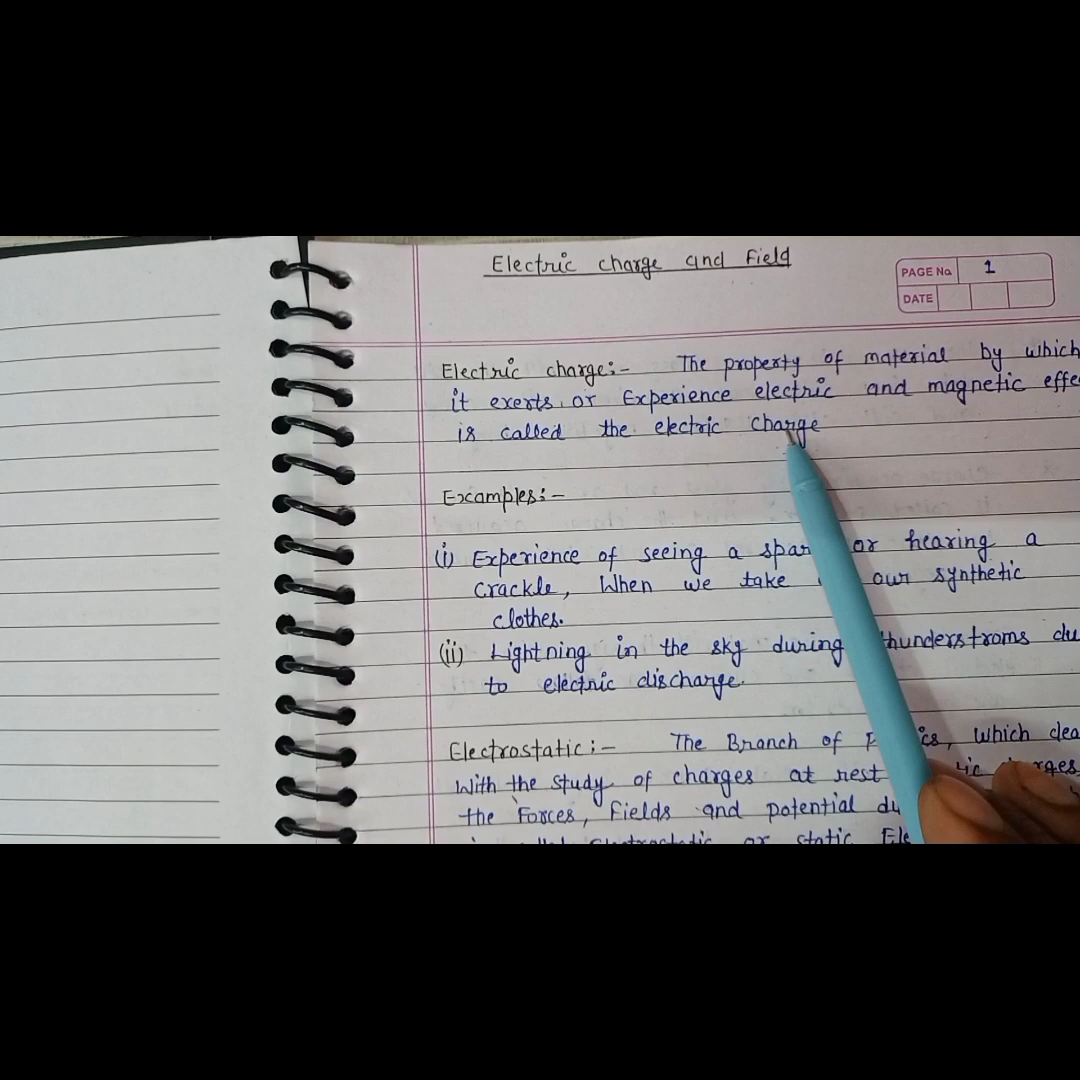 Electric charge and Field
PAGE No 1
DATE
Electric charge:- The property of material by which
it exerts or Experience electric and magnetic
is called the electric charge
Examples:-
(i) Experience of seeing a or hearing a
crackle, When we take our synthetic
clothes.
(ii) Lightning in the sky during thunderstroms
to electric discharge.
Electrostatic:- The Branch of which
With the study of charges at rest
the Forces, Fields and potential
or static